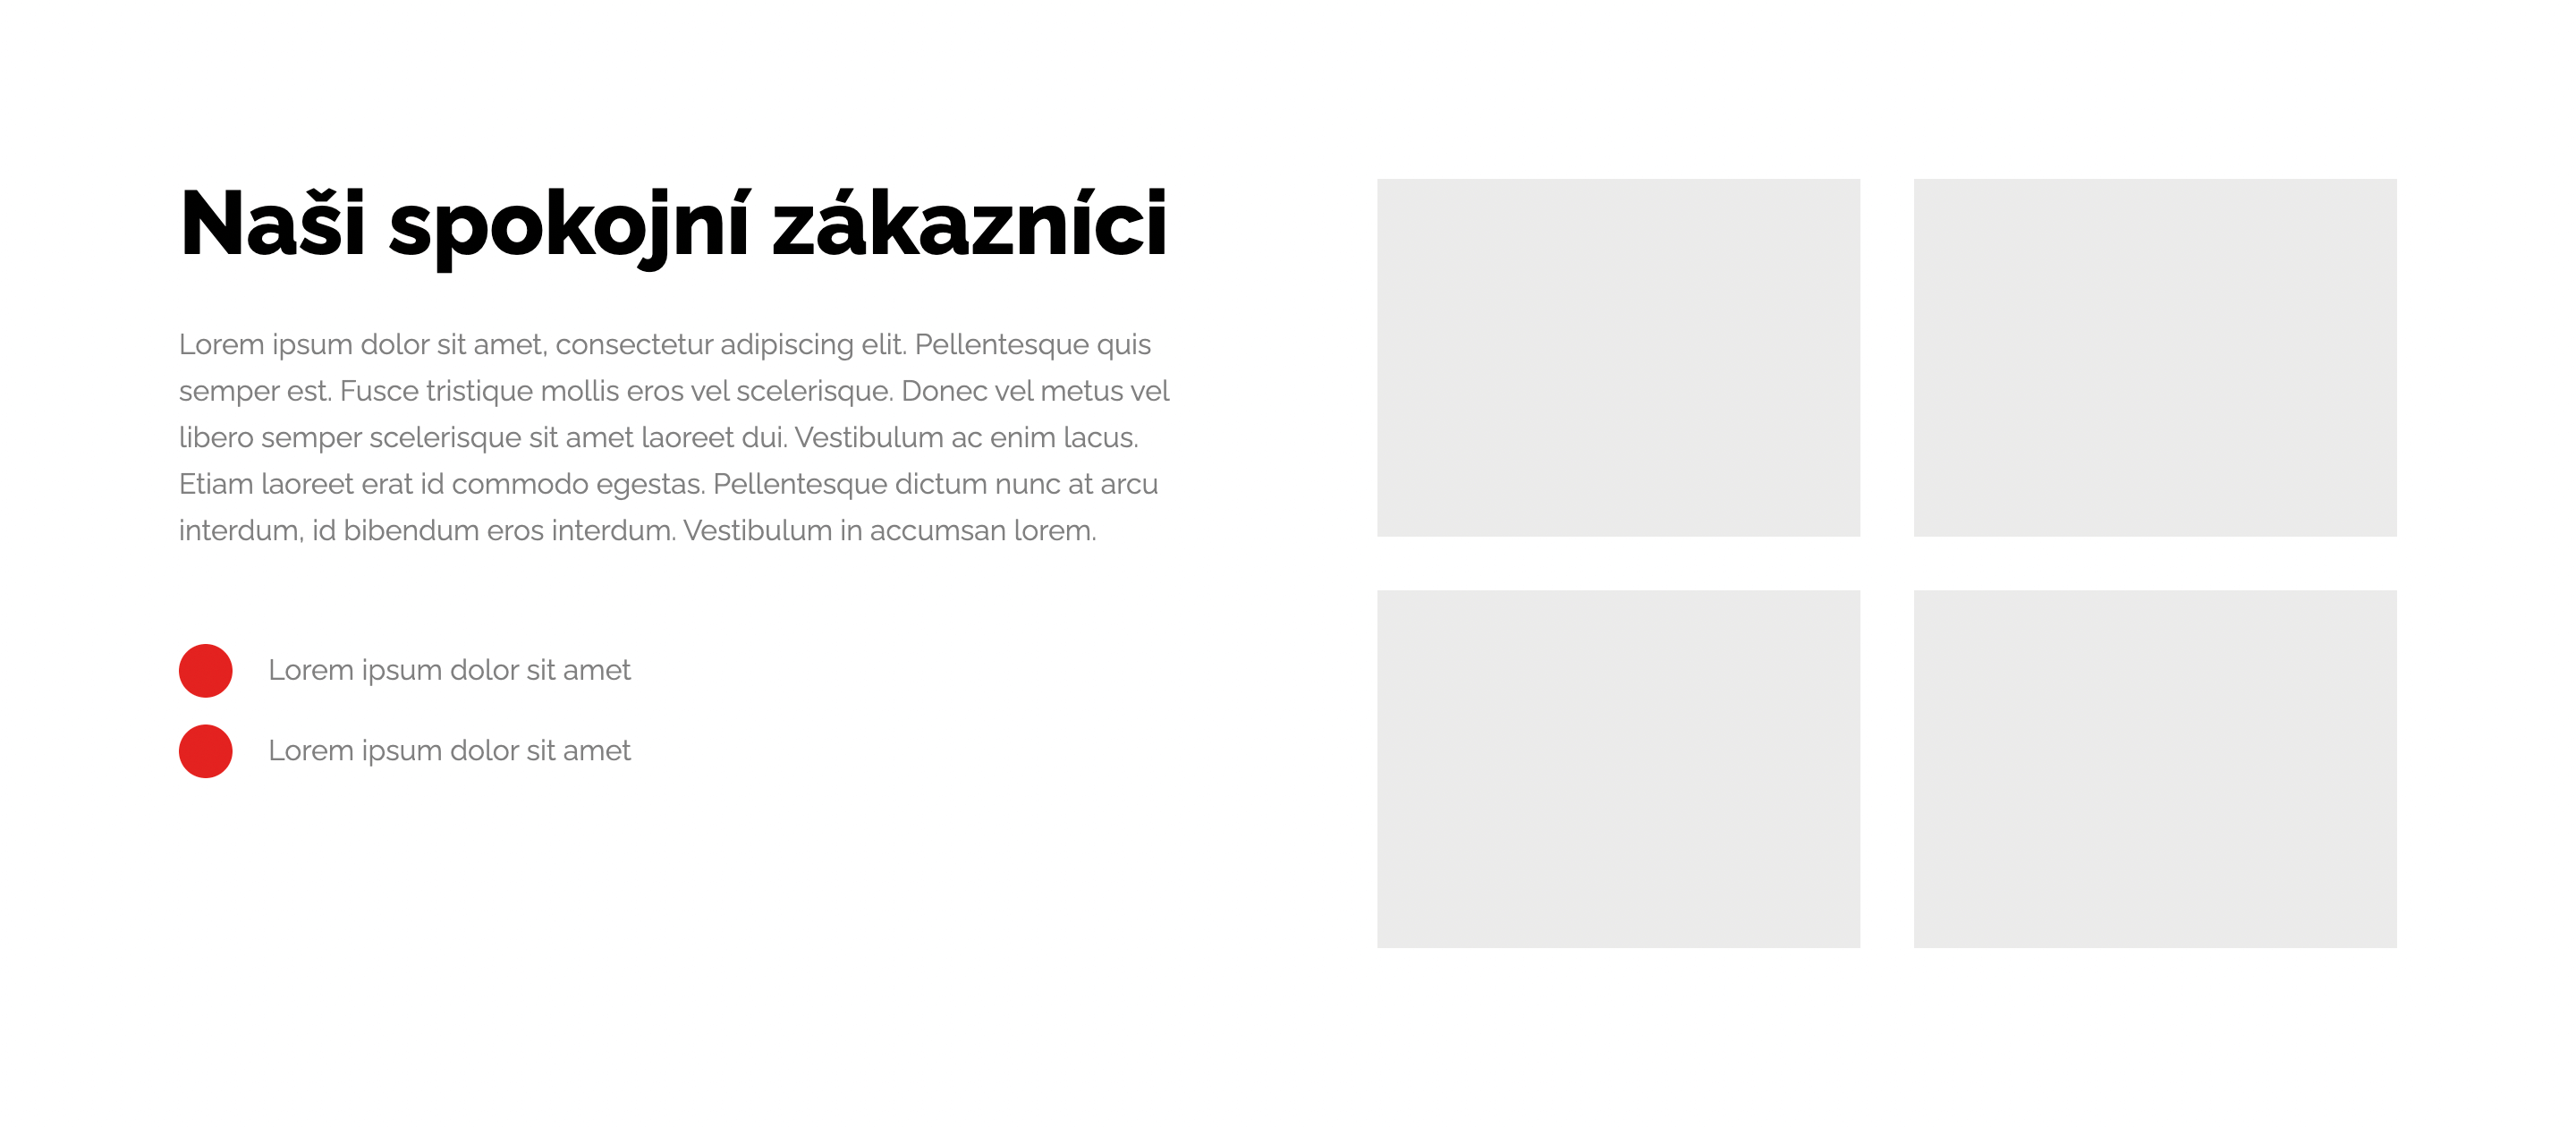 Naši spokojní zákazníci
Lorem ipsum dolor sit amet, consectetur adipiscing elit. Pellentesque quis
semper est. Fusce tristique mollis eros vel scelerisque. Donec vel metus vel
libero semper scelerisque sit amet laoreet dui. Vestibulum ac enim lacus.
Etiam laoreet erat id commodo egestas. Pellentesque dictum nunc at arcu
interdum, id bibendum eros interdum. Vestibulum in accumsan lorem.
Lorem ipsum dolor sit amet
Lorem ipsum dolor sit amet